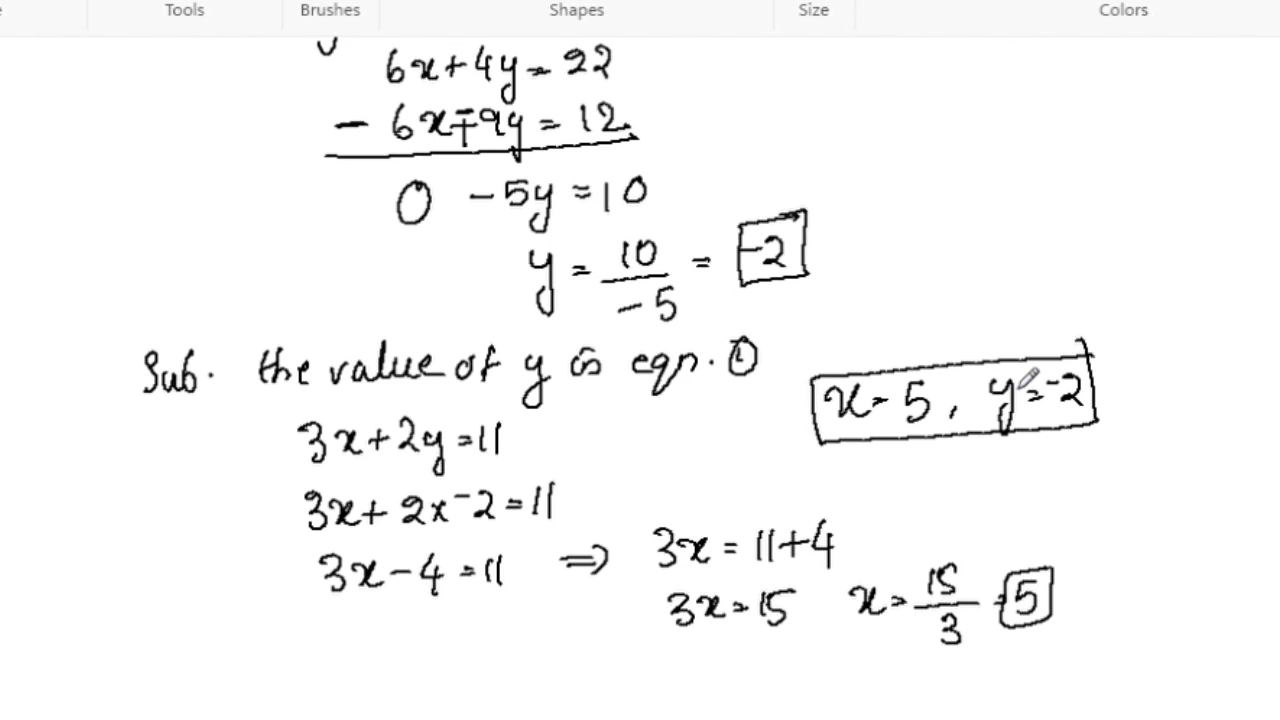 Tools Brushes Shapes Size Colors
6x+4y=22
- 6x∓9y=12
0 -5y=10
y = 10/-5 = -2
Sub. the value of y in eqn. ①
x=5, y=-2
3x+2y=11
3x+2x-2=11
3x-4=11 ⇒ 3x=11+4
3x=15 x=15/3=5